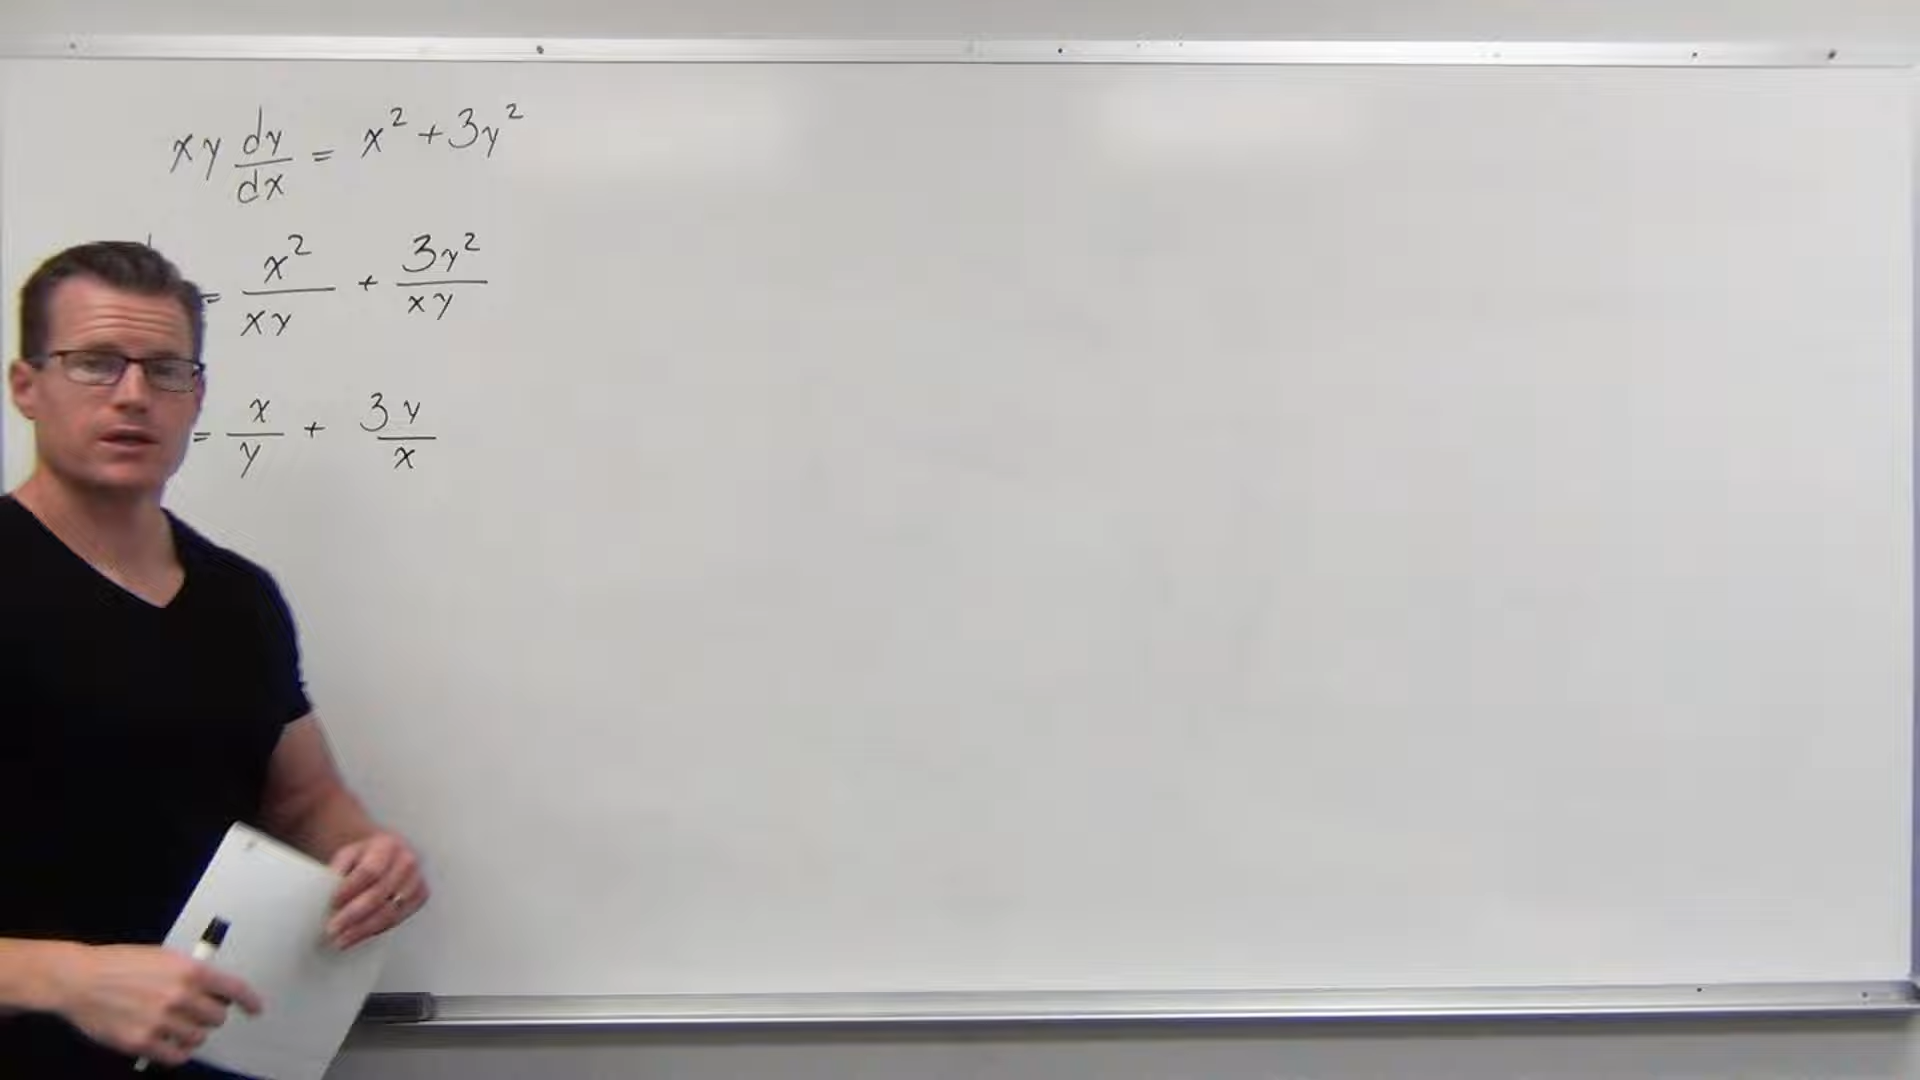 xy dy/dx = x² + 3y²
= x²/xy + 3y²/xy
= x/y + 3y/x